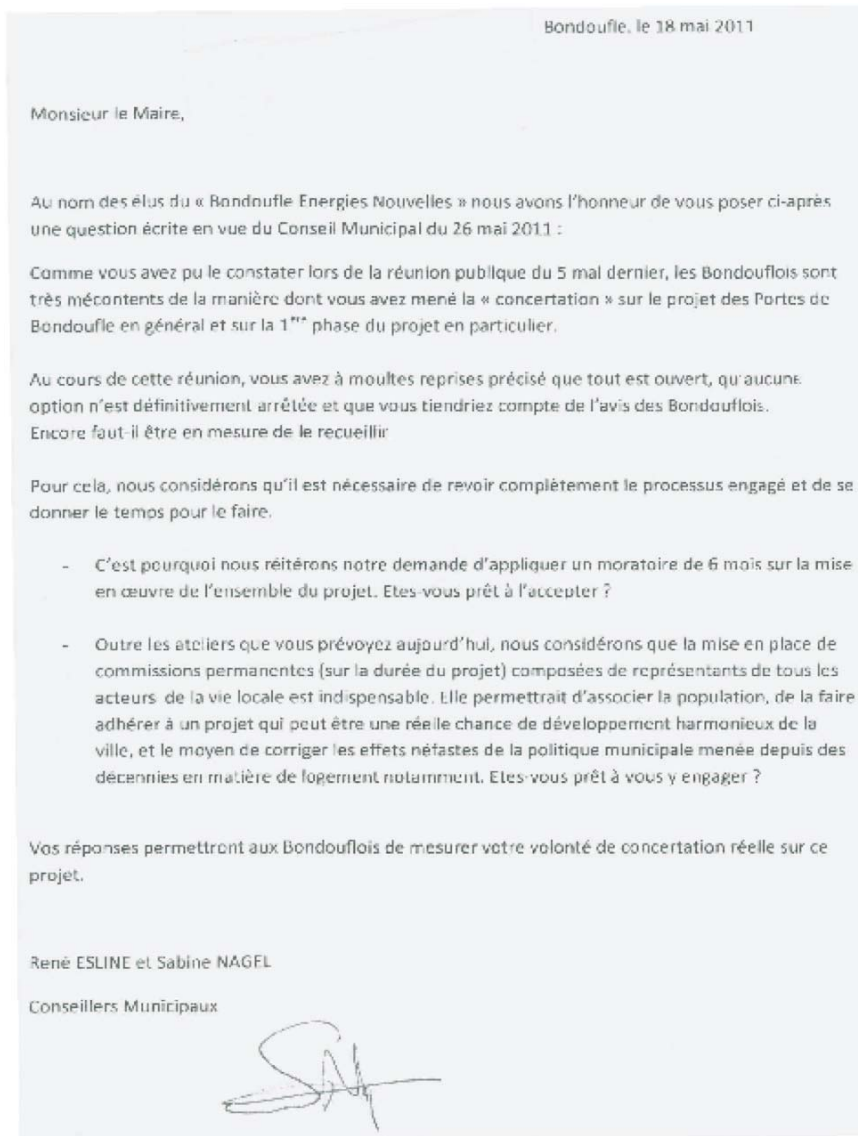 Bondoufle, le 18 mai 2011
Monsieur le Maire,
Au nom des élus du « Bondoufle Energies Nouvelles » nous avons l'honneur de vous poser ci-après
une question écrite en vue du Conseil Municipal du 26 mai 2011 :
Comme vous avez pu le constater lors de la réunion publique du 5 mai dernier, les Bondouflois sont
très mécontents de la manière dont vous avez mené la « concertation » sur le projet des Portes de
Bondoufle en général et sur la 1ère phase du projet en particulier.
Au cours de cette réunion, vous avez à moultes reprises précisé que tout est ouvert, qu'aucune
option n'est définitivement arrêtée et que vous tiendriez compte de l'avis des Bondouflois.
Encore faut-il être en mesure de le recueillir
Pour cela, nous considérons qu'il est nécessaire de revoir complètement le processus engagé et de se
donner le temps pour le faire.
- C'est pourquoi nous réitérons notre demande d'appliquer un moratoire de 6 mois sur la mise
en œuvre de l'ensemble du projet. Etes-vous prêt à l'accepter ?
- Outre les ateliers que vous prévoyez aujourd'hui, nous considérons que la mise en place de
commissions permanentes (sur la durée du projet) composées de représentants de tous les
acteurs de la vie locale est indispensable. Elle permettrait d'associer la population, de la faire
adhérer à un projet qui peut être une réelle chance de développement harmonieux de la
ville, et le moyen de corriger les effets néfastes de la politique municipale menée depuis des
décennies en matière de logement notamment. Etes-vous prêt à vous y engager ?
Vos réponses permettront aux Bondouflois de mesurer votre volonté de concertation réelle sur ce
projet.
René ESLINE et Sabine NAGEL
Conseillers Municipaux